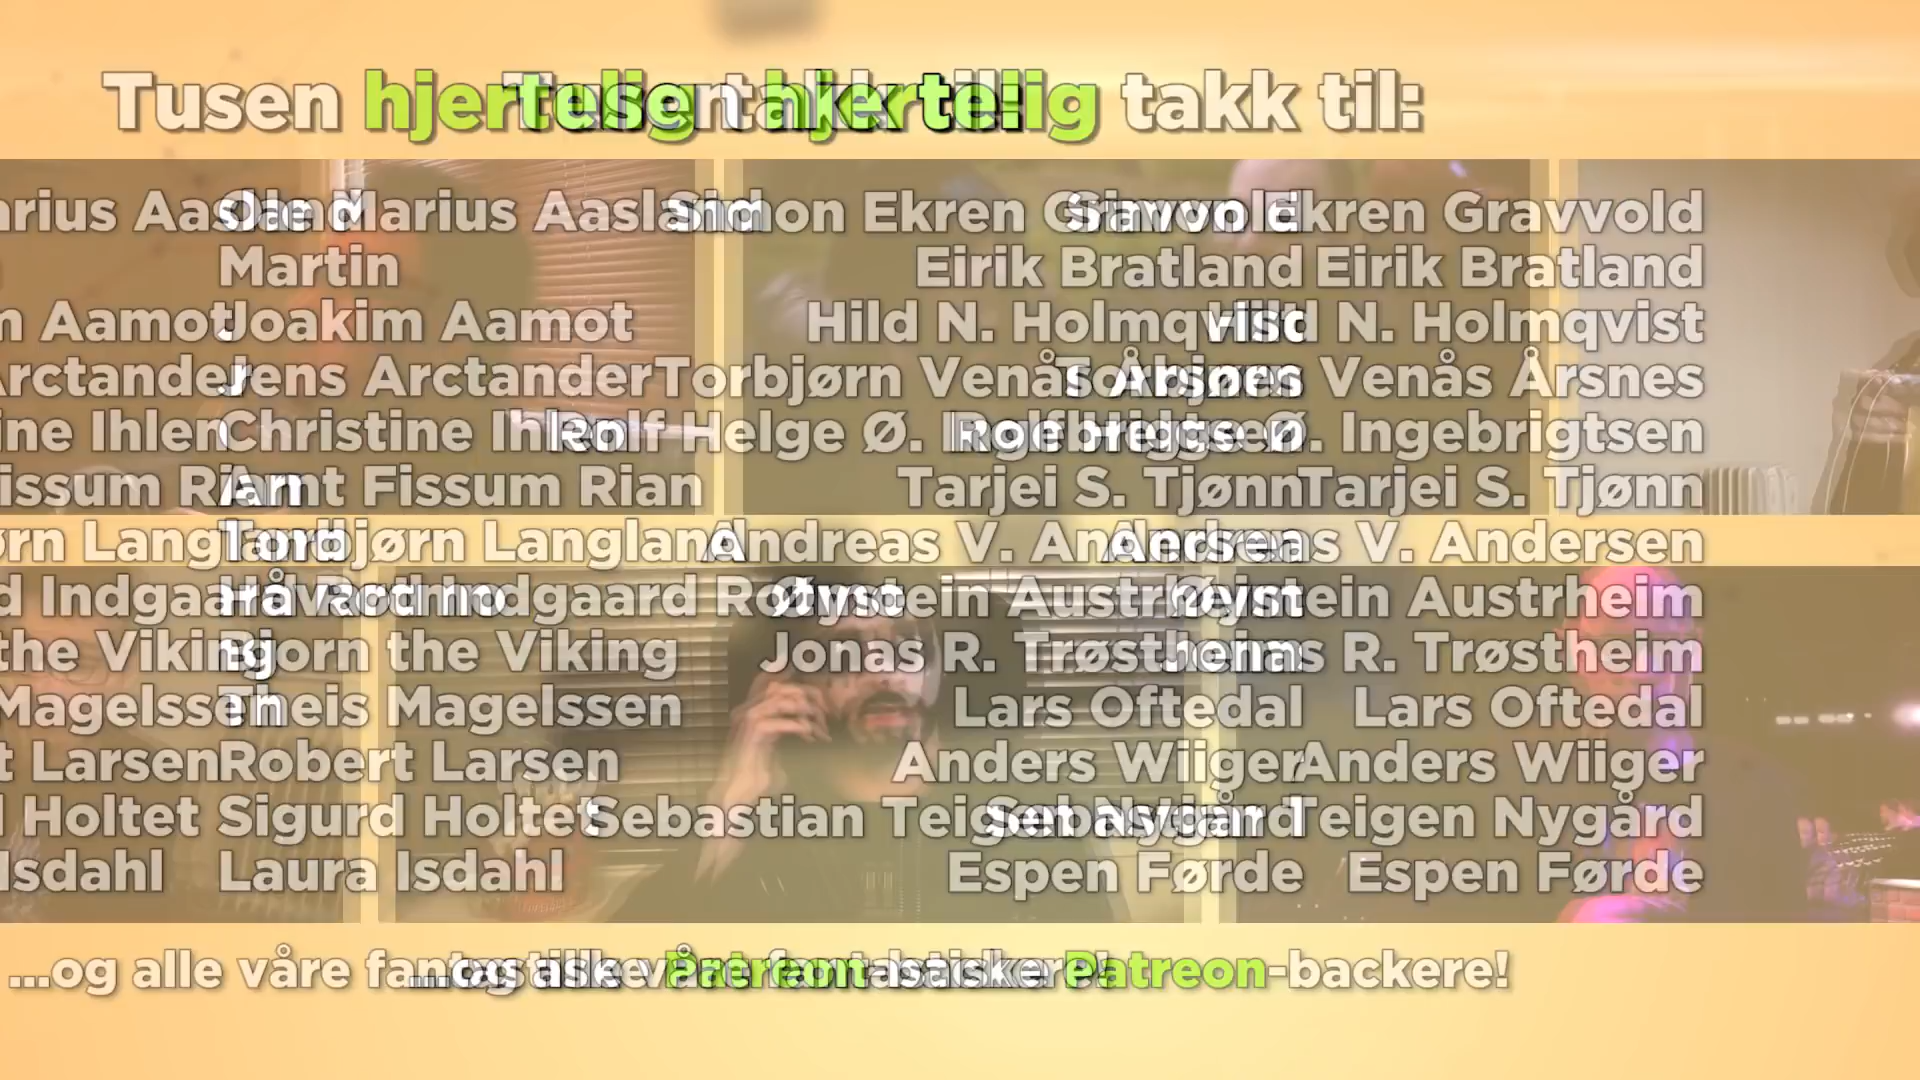 Tusen hjertelig takk til:
Ole Marius Aasland Simon Ekren Gravvold
Martin Eirik Bratland
Joakim Aamot Hild N. Holmqvist
Jens Arctander Torbjørn Venås Årsnes
Christine Ihlen Rolf Helge Ø. Ingebrigtsen
Arnt Fissum Rian Tarjei S. Tjønn
Torbjørn Langland Andreas V. Andersen
Håvard Indgaard Øystein Austrheim
Bjorn the Viking Jonas R. Trøstheim
Theis Magelssen Lars Oftedal
Robert Larsen Anders Wiiger
Sigurd Holtet Sebastian Teigen Nygård
Laura Isdahl Espen Førde
...og alle våre fantastiske Patreon-backere!